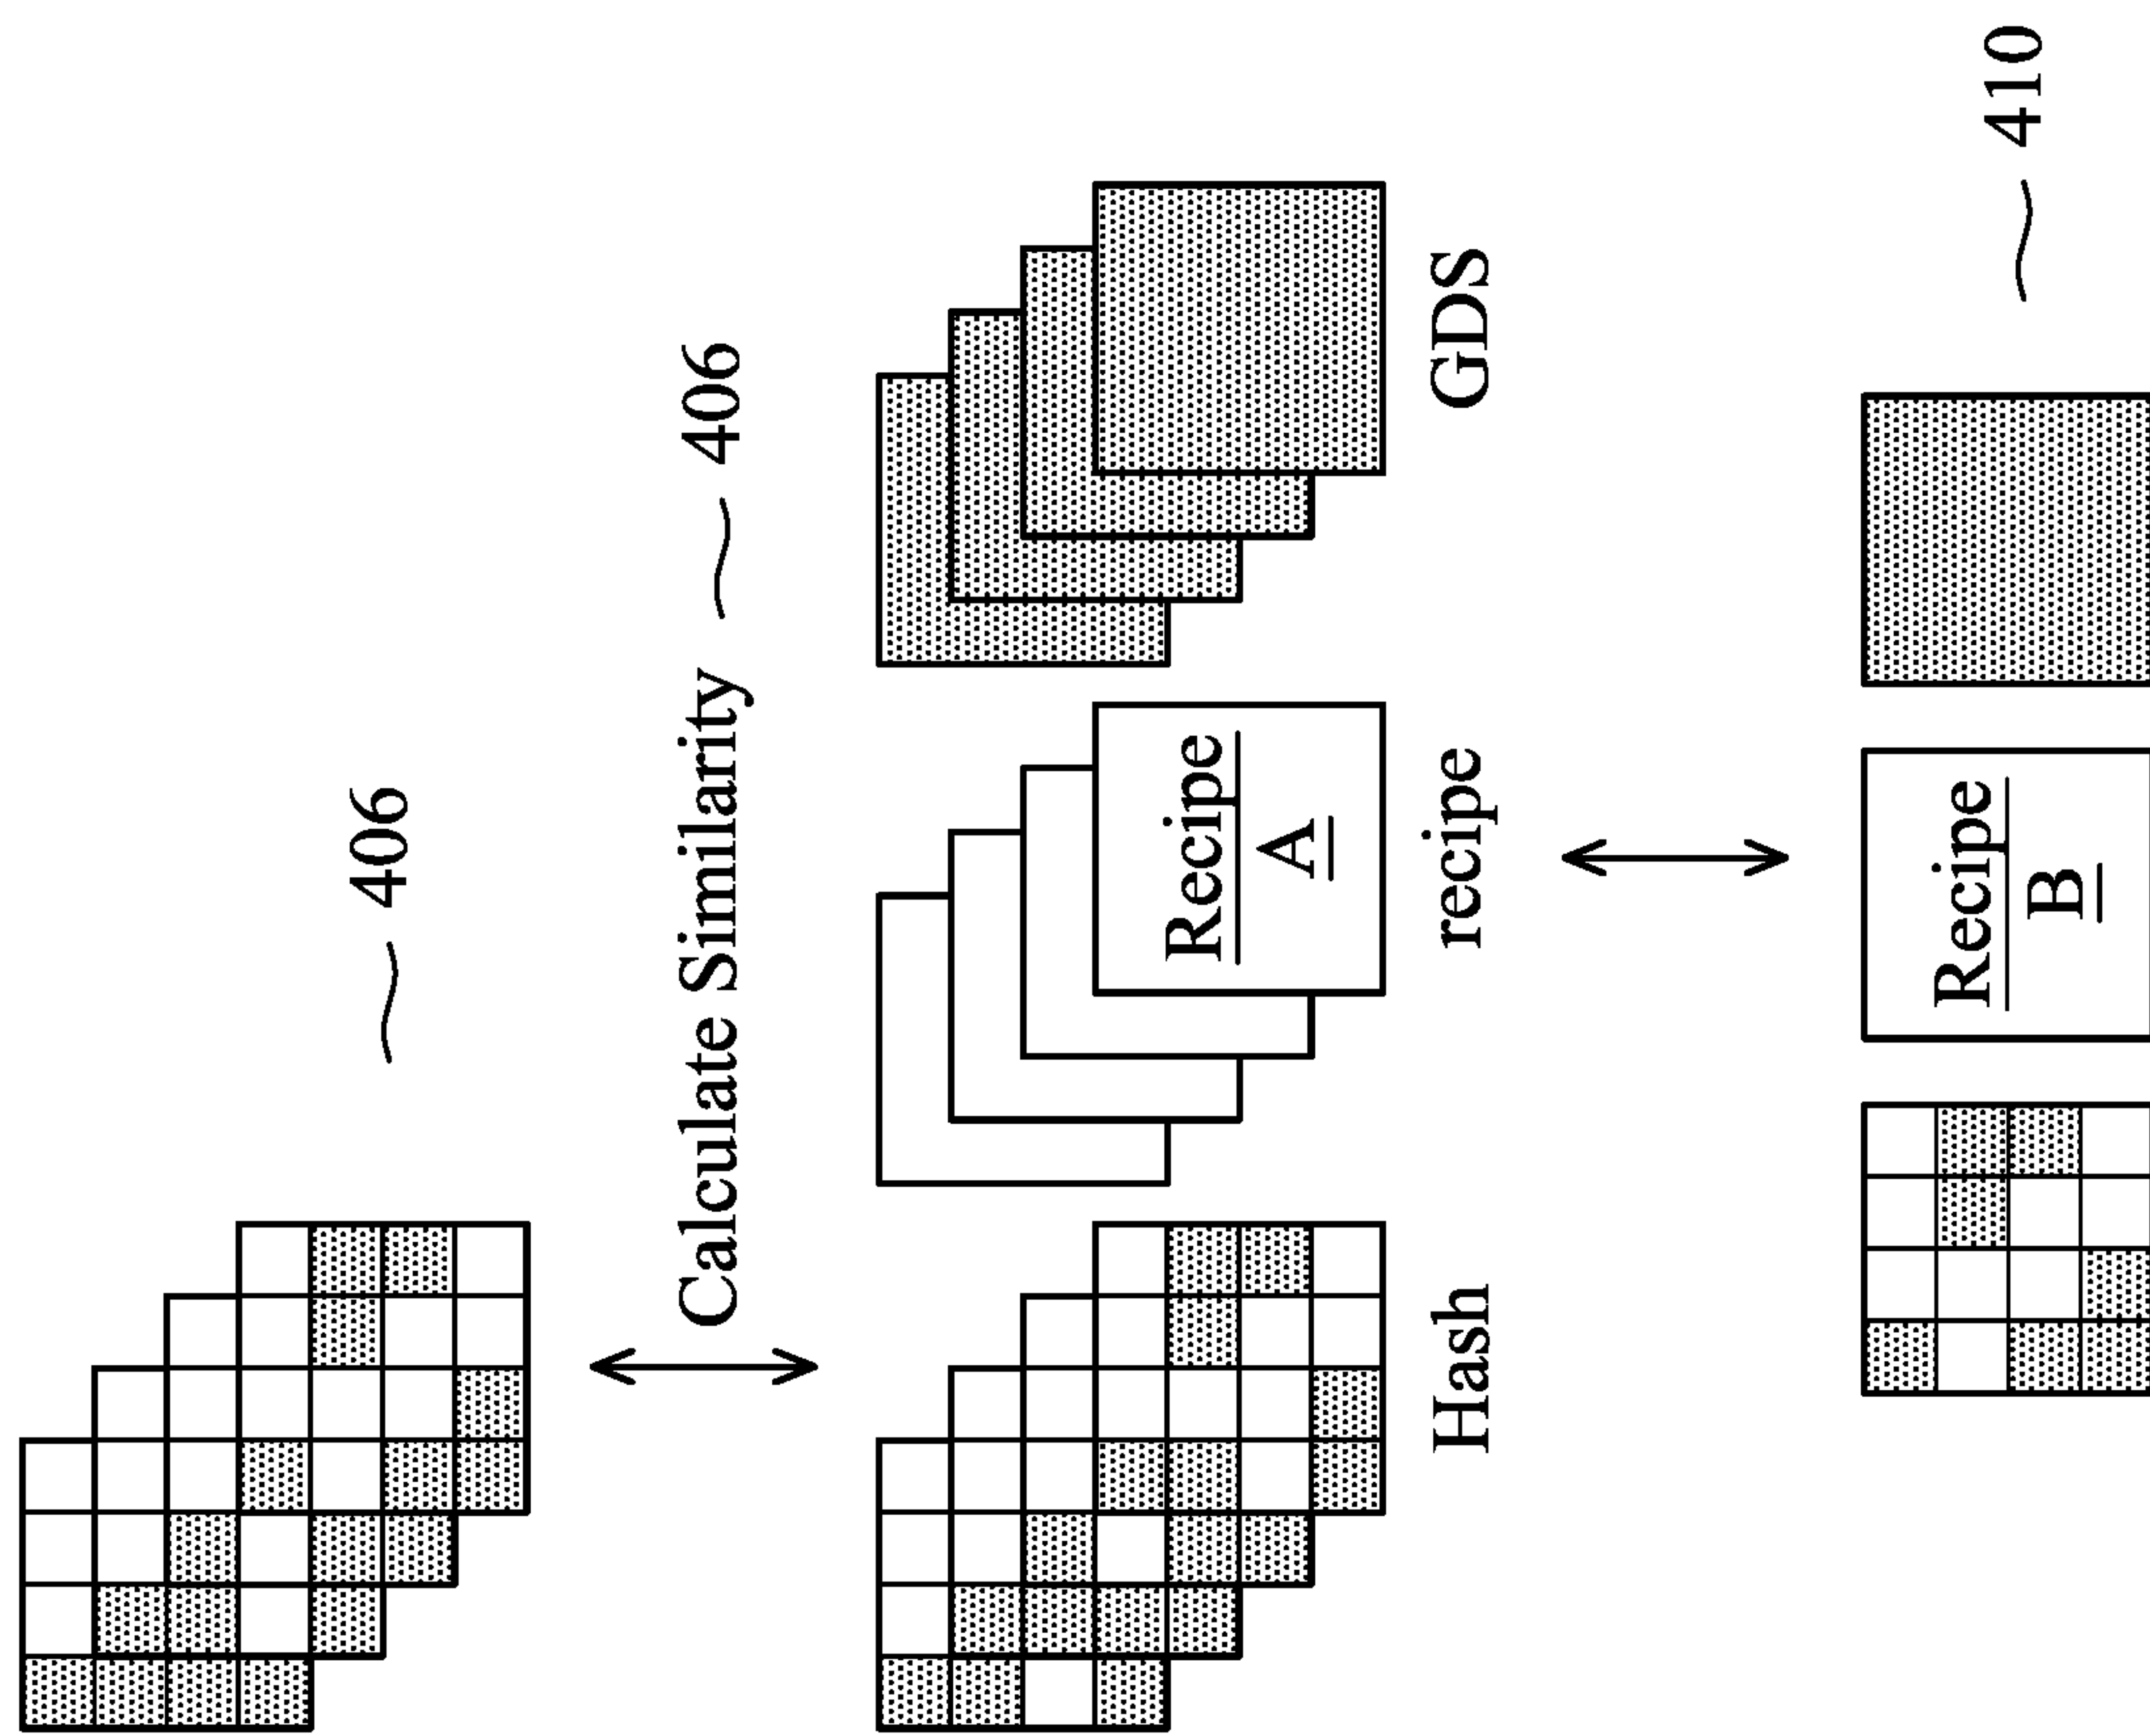 406
Calculate Similarity 406
Recipe
A
Hash
recipe
GDS
Recipe
B
410